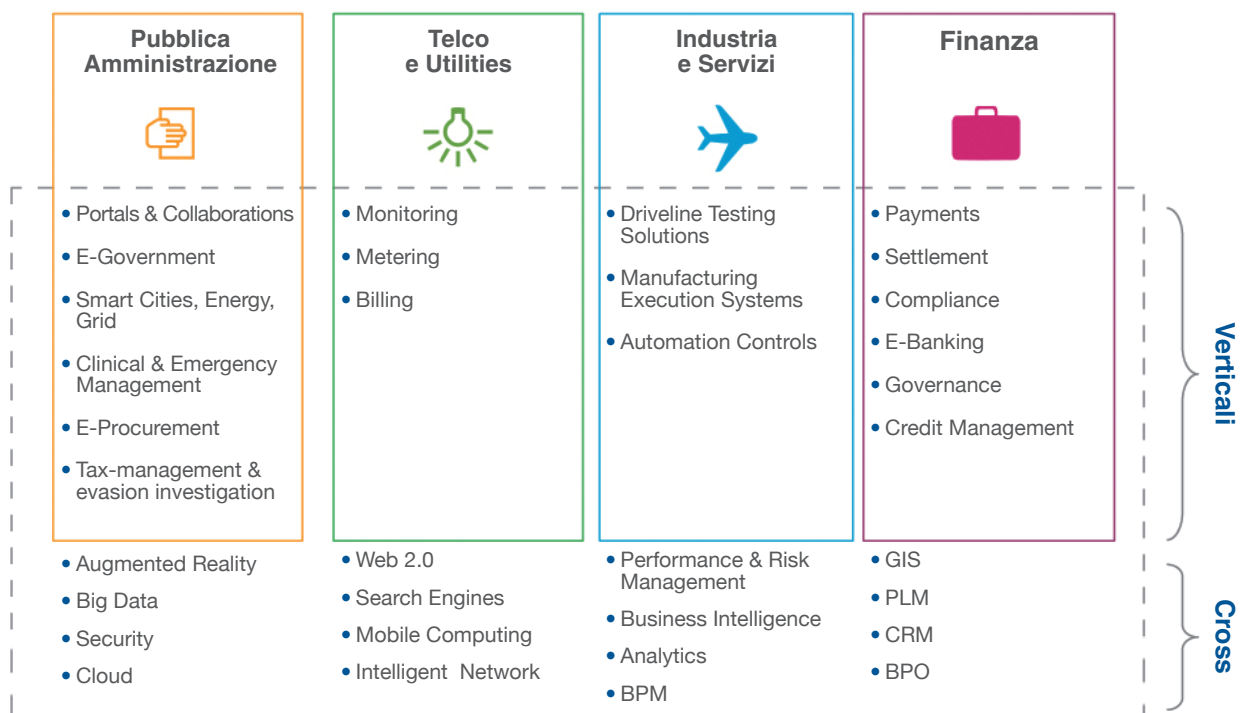 Pubblica
Amministrazione
Telco
e Utilities
Industria
e Servizi
Finanza
• Portals & Collaborations
• E-Government
• Smart Cities, Energy,
Grid
• Clinical & Emergency
Management
• E-Procurement
• Tax-management &
evasion investigation
• Monitoring
• Metering
• Billing
• Driveline Testing
Solutions
• Manufacturing
Execution Systems
• Automation Controls
• Payments
• Settlement
• Compliance
• E-Banking
• Governance
• Credit Management
Verticali
• Augmented Reality
• Big Data
• Security
• Cloud
• Web 2.0
• Search Engines
• Mobile Computing
• Intelligent Network
• Performance & Risk
Management
• Business Intelligence
• Analytics
• BPM
• GIS
• PLM
• CRM
• BPO
Cross